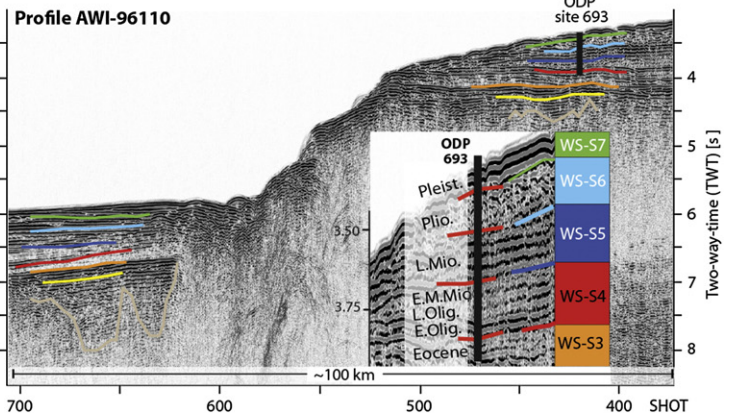 Profile AWI-96110
ODP
site 693
4
5
6
7
8
Two-way-time (TWT) [s]
ODP
693
WS-S7
WS-S6
WS-S5
WS-S4
WS-S3
Pleist.
Plio.
L.Mio.
E.M.Mio
L.Olig.
E.Olig.
Eocene
3.50
3.75
~100 km
700
600
500
400
SHOT